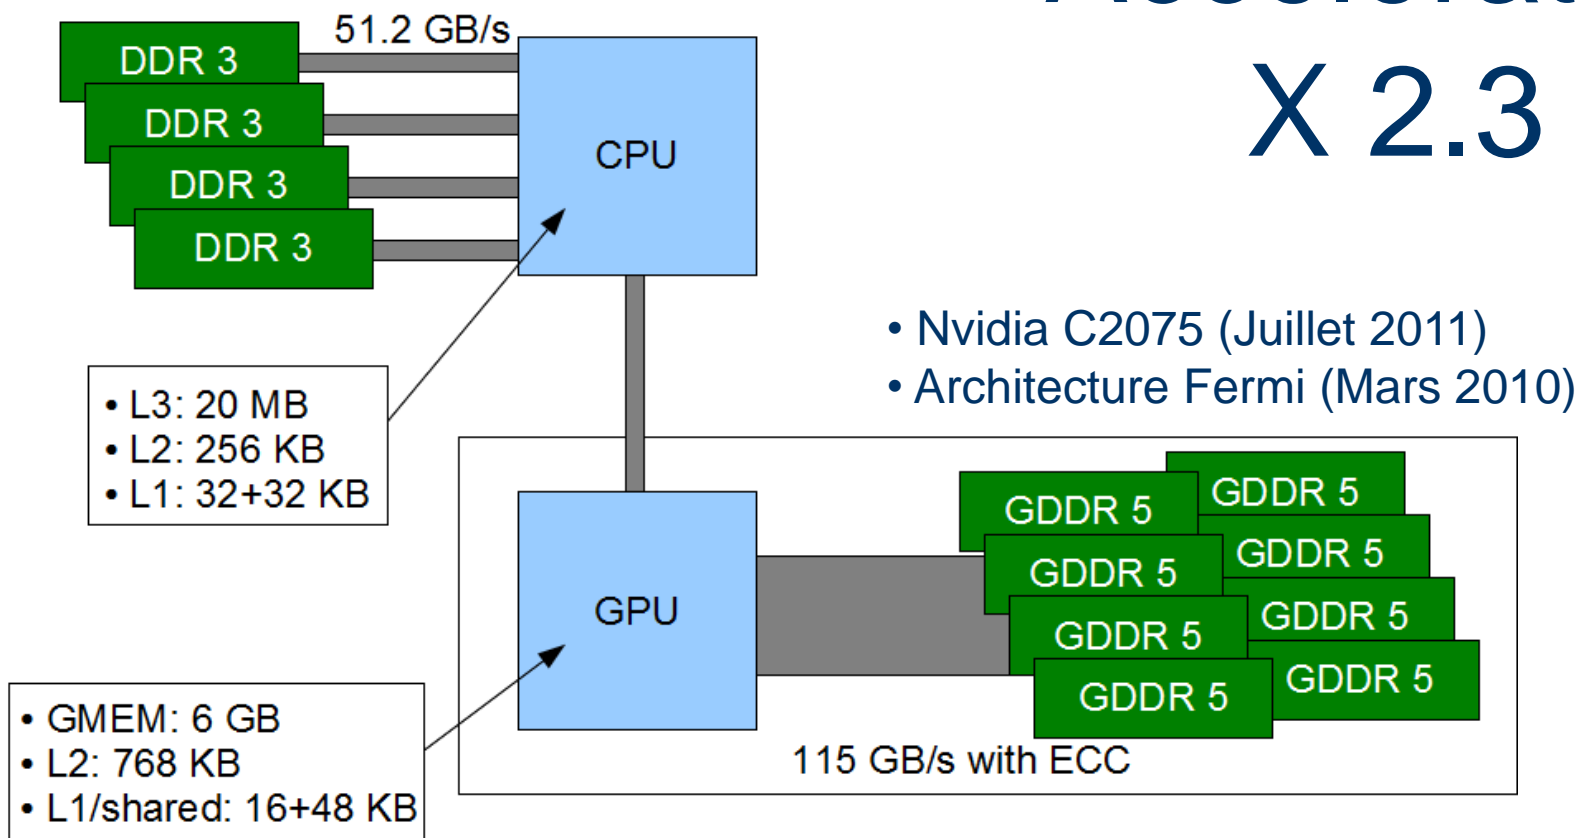 X 2.3
51.2 GB/s
DDR 3
DDR 3
DDR 3
DDR 3
CPU
• Nvidia C2075 (Juillet 2011)
• Architecture Fermi (Mars 2010)
• L3: 20 MB
• L2: 256 KB
• L1: 32+32 KB
GPU
GDDR 5
GDDR 5
GDDR 5
GDDR 5
GDDR 5
GDDR 5
GDDR 5
GDDR 5
115 GB/s with ECC
• GMEM: 6 GB
• L2: 768 KB
• L1/shared: 16+48 KB